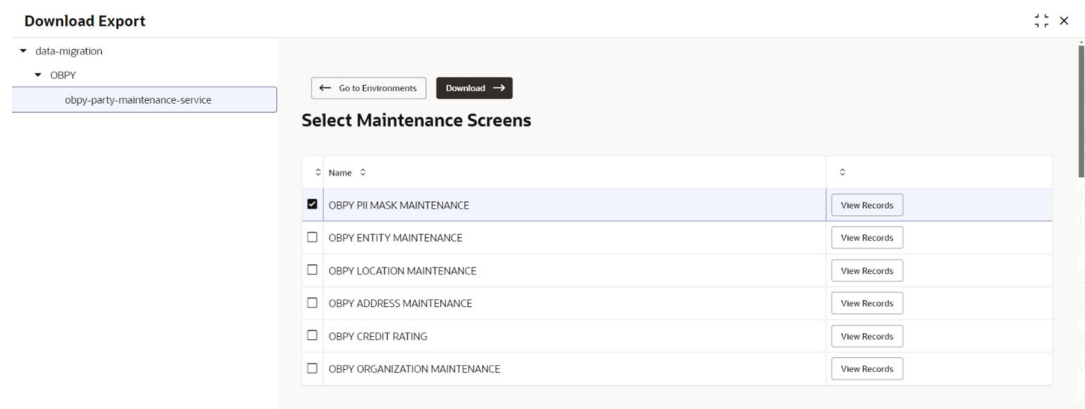 Download Export
data-migration
OBPY
obpy-party-maintenance-service
Go to Environments
Download
Select Maintenance Screens
Name
OBPY PII MASK MAINTENANCE View Records
OBPY ENTITY MAINTENANCE View Records
OBPY LOCATION MAINTENANCE View Records
OBPY ADDRESS MAINTENANCE View Records
OBPY CREDIT RATING View Records
OBPY ORGANIZATION MAINTENANCE View Records